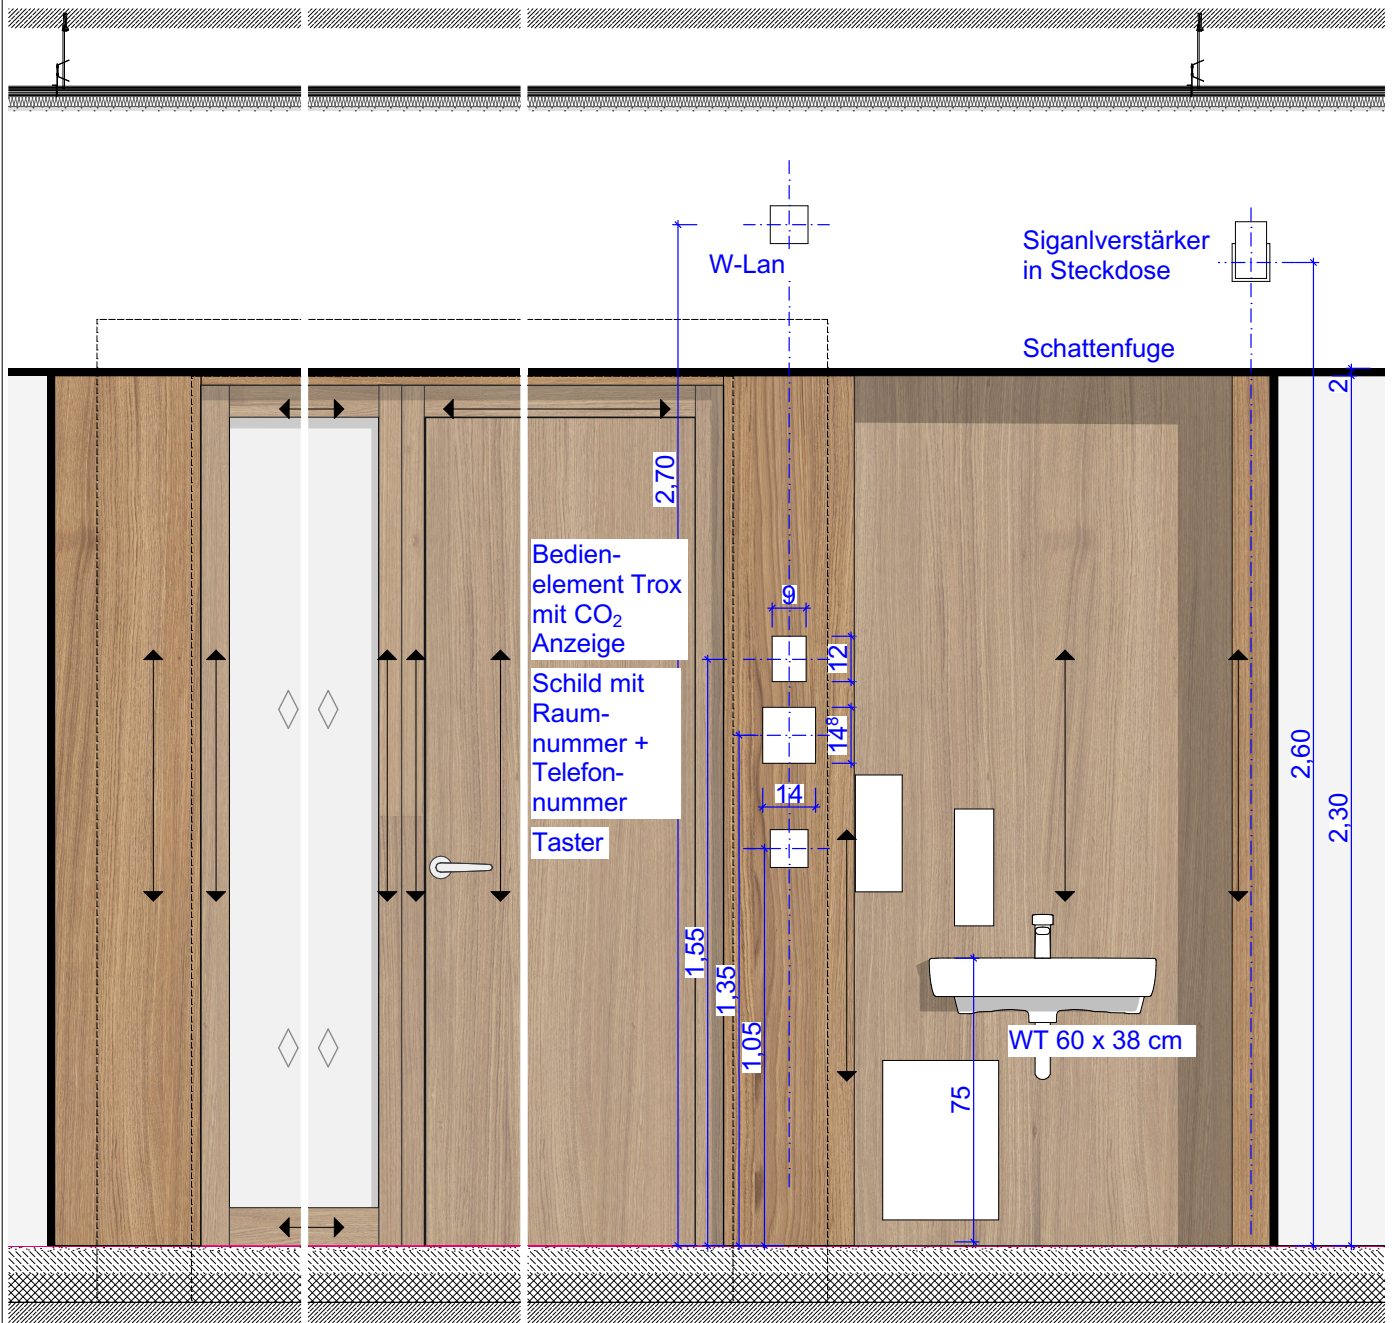 W-Lan
Siganlverstärker
in Steckdose
Schattenfuge
2
2,70
Bedien-
element Trox
mit CO₂
Anzeige
9
12
Schild mit
Raum-
nummer +
Telefon-
nummer
14⁸
14
Taster
2,60
2,30
1,55
1,35
1,05
WT 60 x 38 cm
75